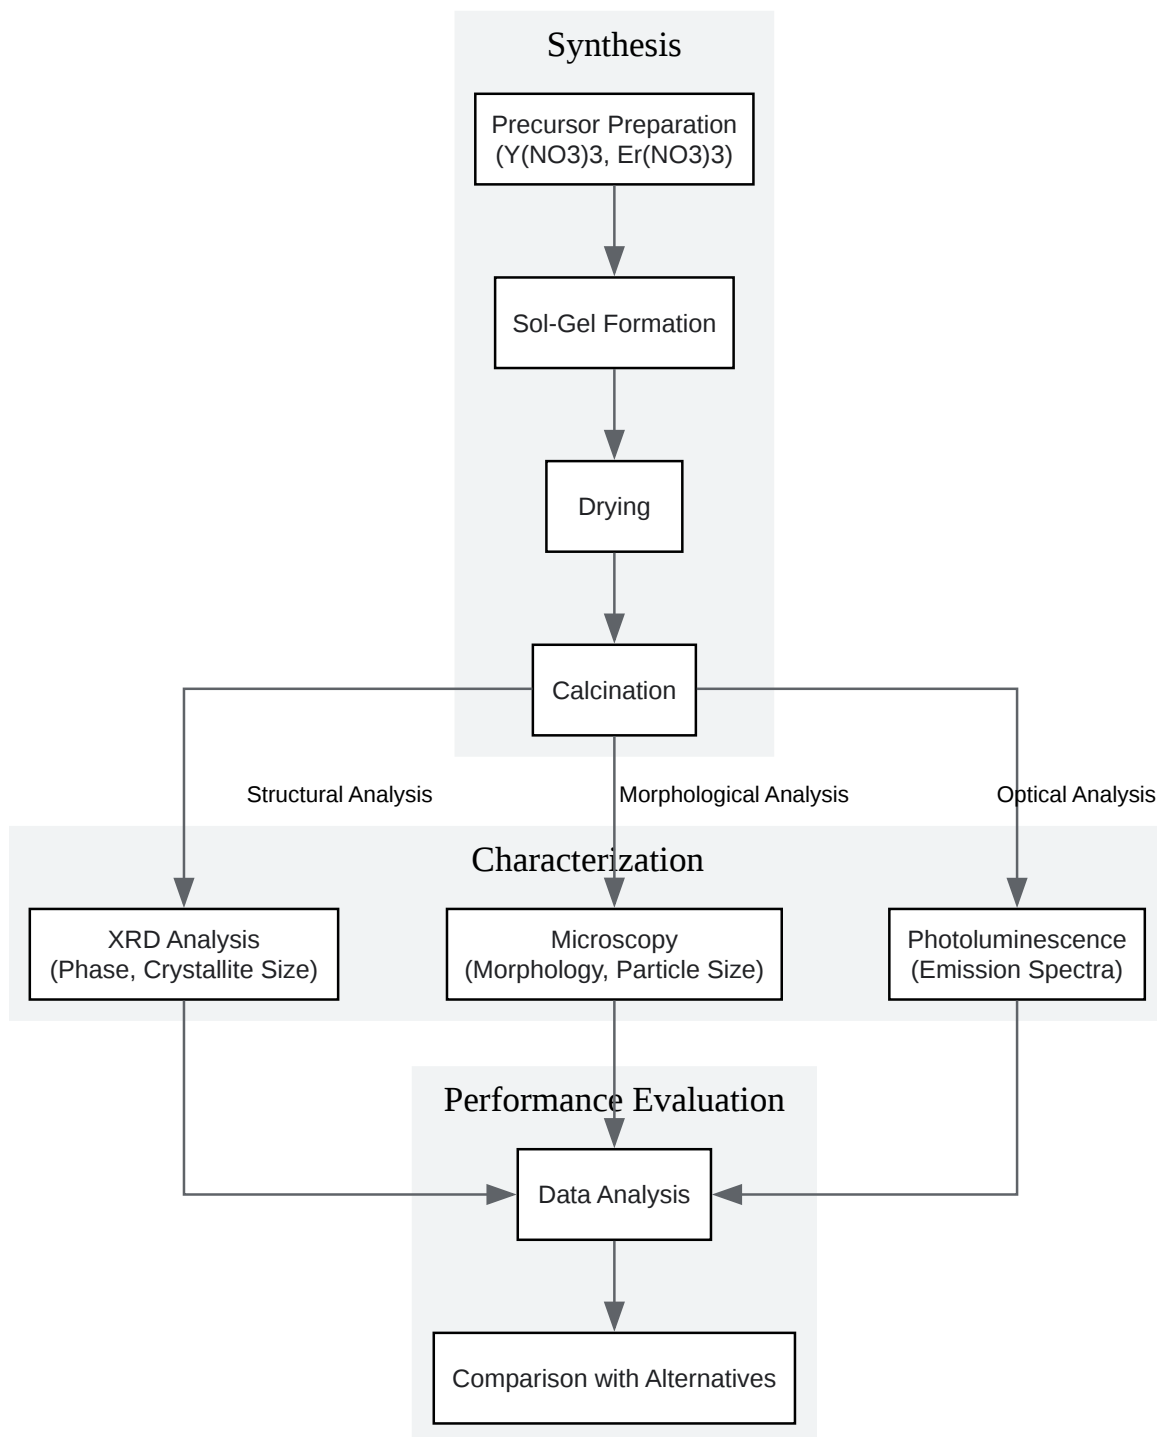 Synthesis
Precursor Preparation
(Y(NO3)3, Er(NO3)3)
Sol-Gel Formation
Drying
Calcination
Structural Analysis
Morphological Analysis
Optical Analysis
Characterization
XRD Analysis
(Phase, Crystallite Size)
Microscopy
(Morphology, Particle Size)
Photoluminescence
(Emission Spectra)
Performance Evaluation
Data Analysis
Comparison with Alternatives